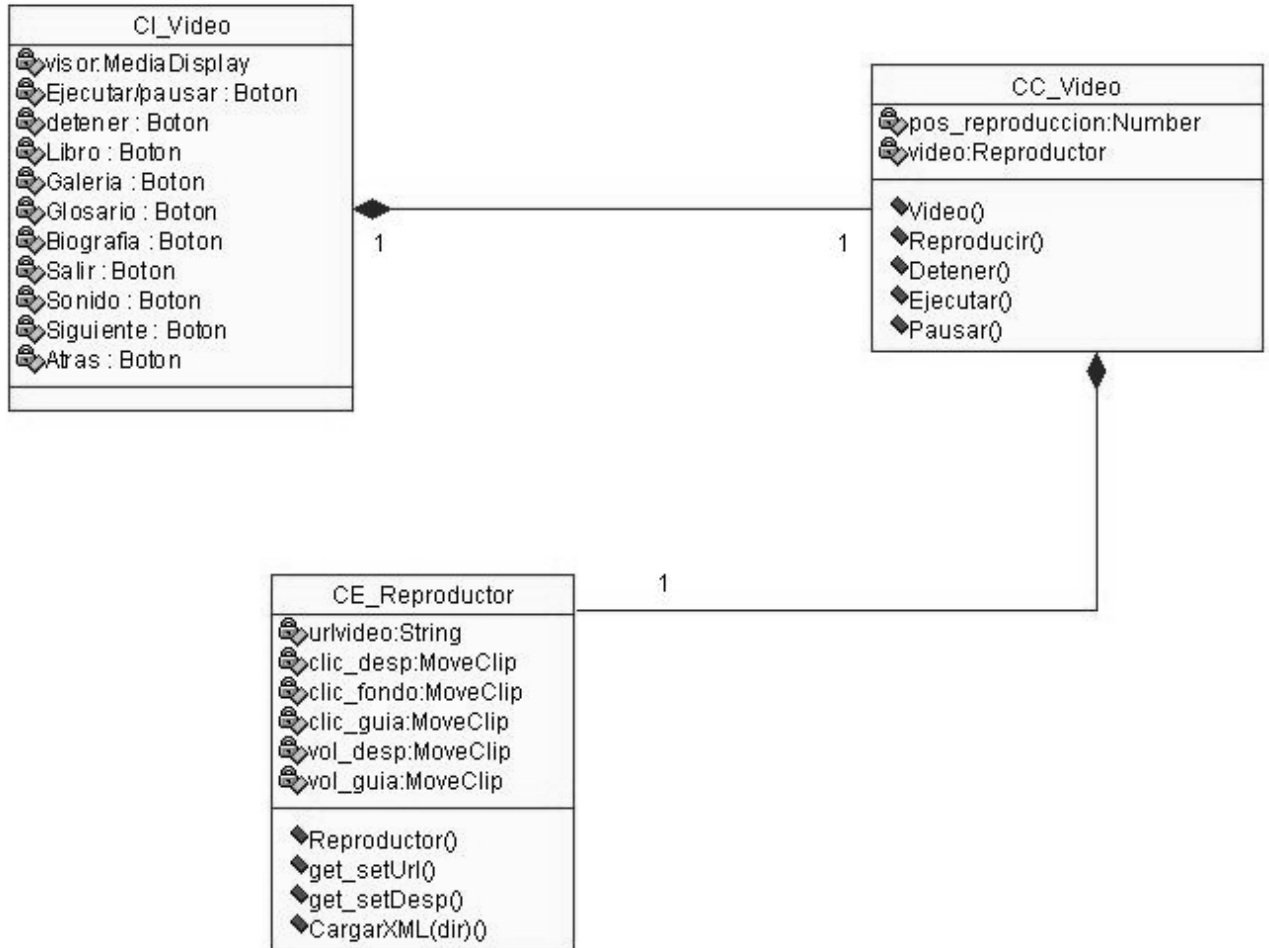 CI_Video
visor:MediaDisplay
Ejecutar/pausar : Boton
detener : Boton
Libro : Boton
Galeria : Boton
Glosario : Boton
Biografia : Boton
Salir : Boton
Sonido : Boton
Siguiente : Boton
Atras : Boton
1
1
CC_Video
pos_reproduccion:Number
video:Reproductor
Video()
Reproducir()
Detener()
Ejecutar()
Pausar()
1
CE_Reproductor
urlvideo:String
clic_desp:MoveClip
clic_fondo:MoveClip
clic_guia:MoveClip
vol_desp:MoveClip
vol_guia:MoveClip
Reproductor()
get_setUrl()
get_setDesp()
CargarXML(dir)()